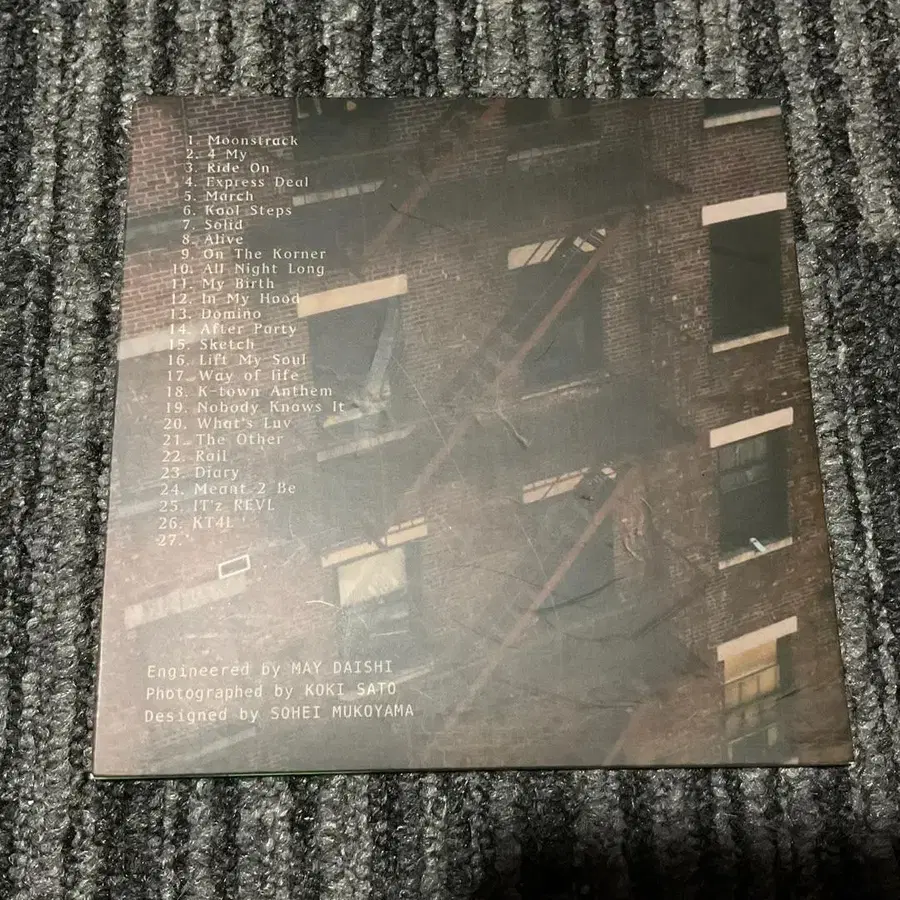 1. Moonstrack
2. 4 My
3. Ride On
4. Express Deal
5. March
6. Kool Steps
7. Solid
8. Alive
9. On The Korner
10. All Night Long
11. My Birth
12. In My Hood
13. Domino
14. After Party
15. Sketch
16. Lift My Soul
17. Way of life
18. K-town Anthem
19. Nobody Knows It
20. What's Luv
21. The Other
22. Rail
23. Diary
24. Meant 2 Be
25. IT'z REVL
26. KT4L
27.
Engineered by MAY DAISHI
Photographed by KOKI SATO
Designed by SOHEI MUKOYAMA